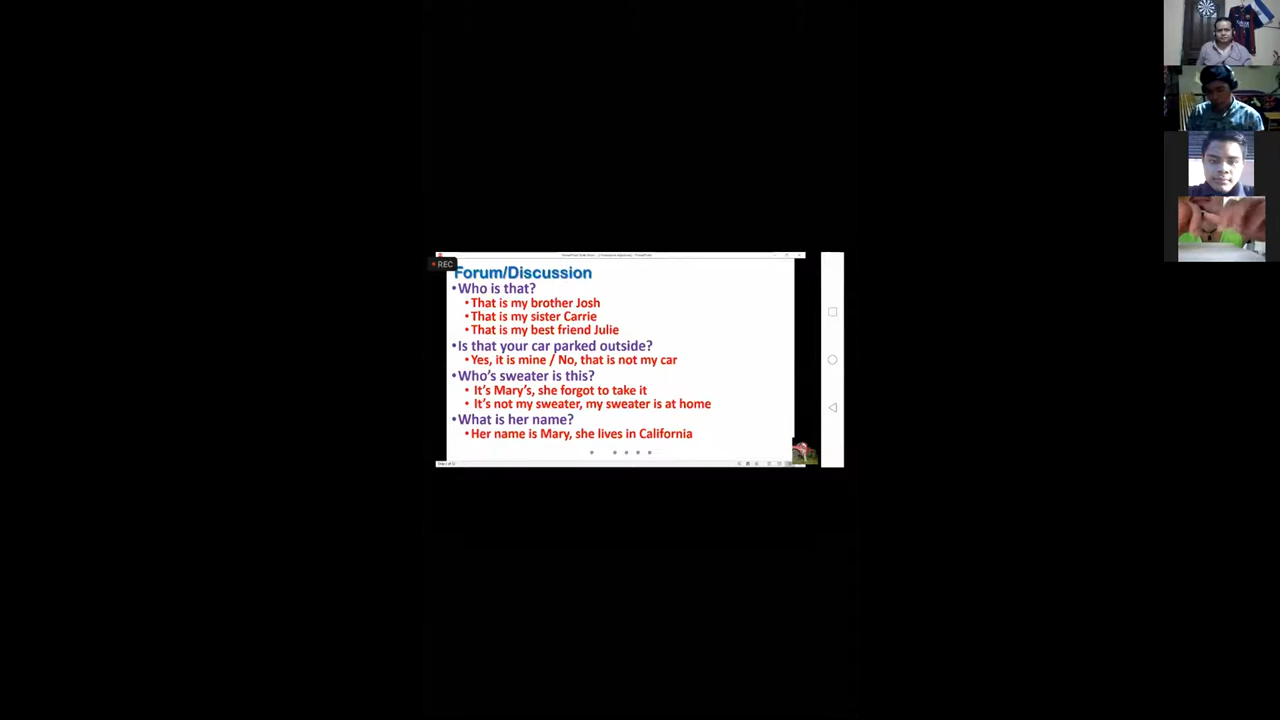 REC
Forum/Discussion
•Who is that?
•That is my brother Josh
•That is my sister Carrie
•That is my best friend Julie
•Is that your car parked outside?
•Yes, it is mine / No, that is not my car
•Who's sweater is this?
• It's Mary's, she forgot to take it
• It's not my sweater, my sweater is at home
•What is her name?
•Her name is Mary, she lives in California